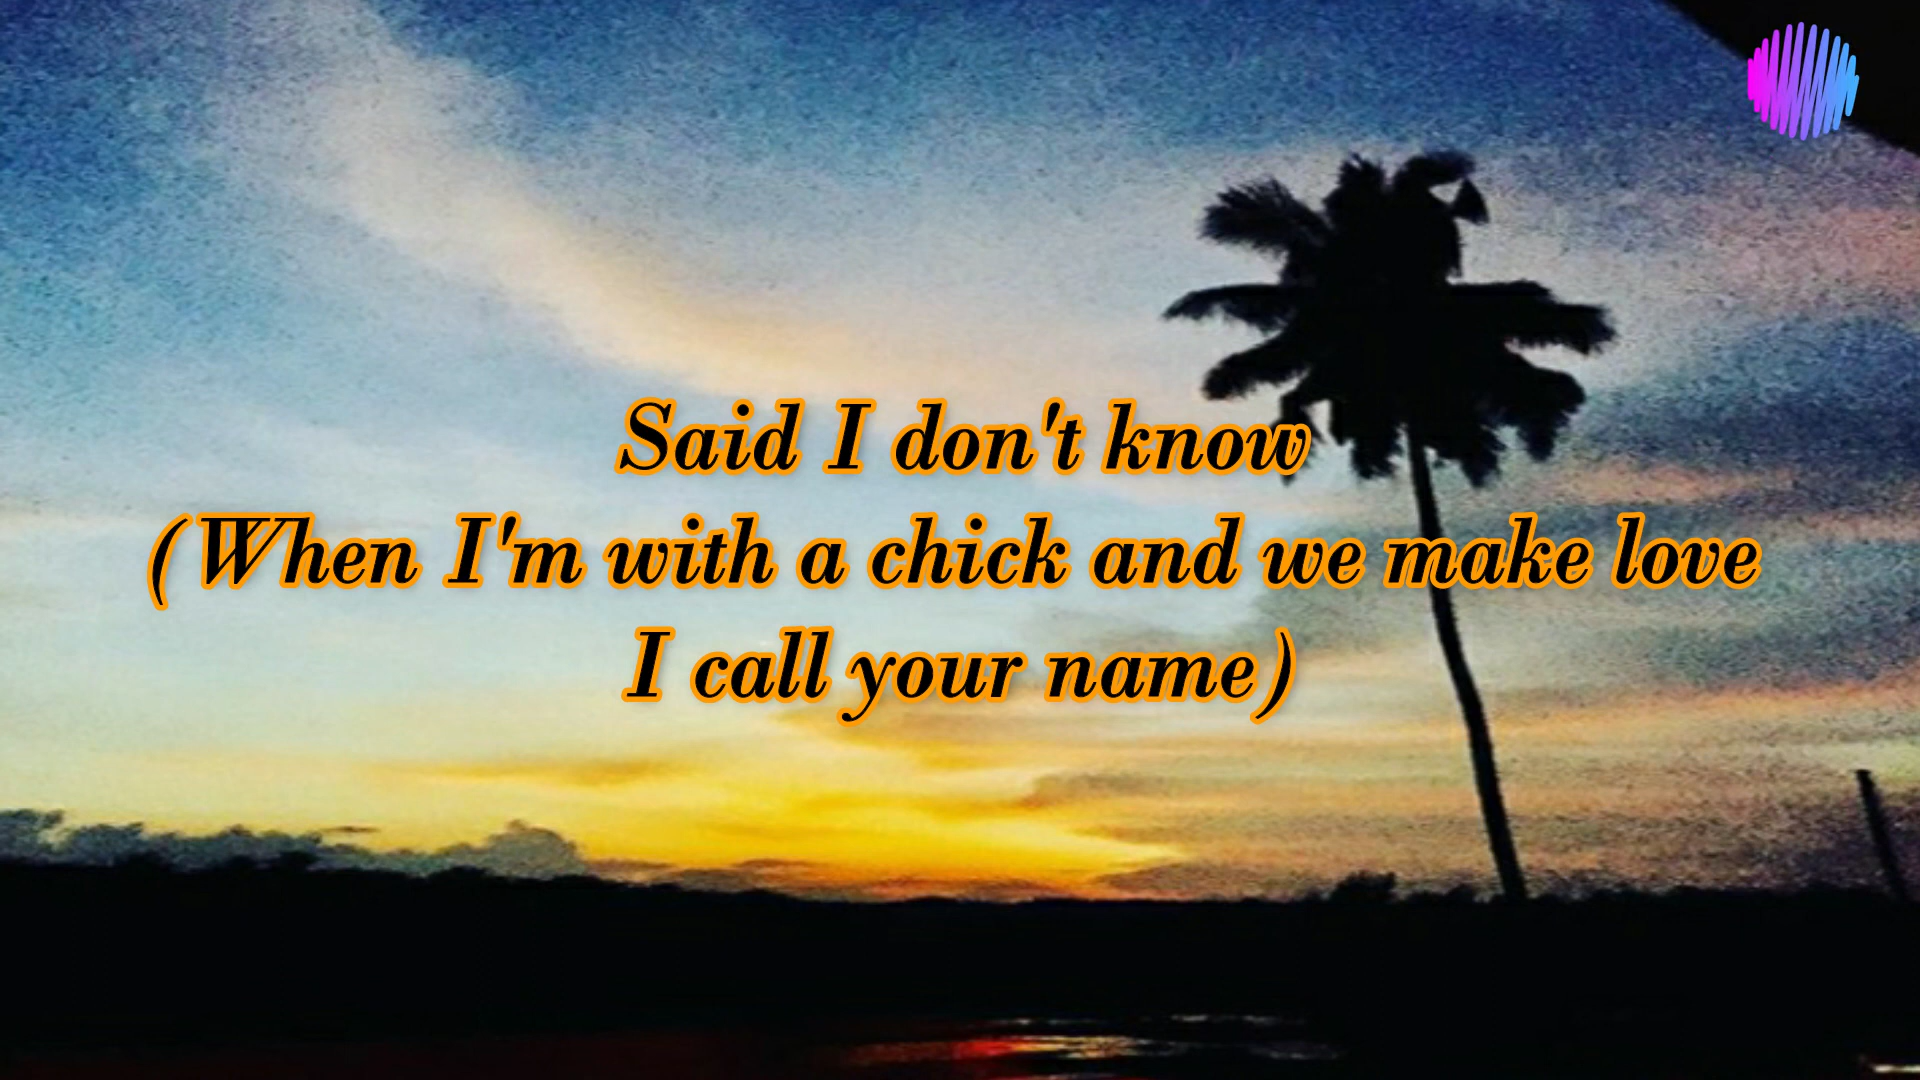 Said I don't know
(When I'm with a chick and we make love
I call your name)